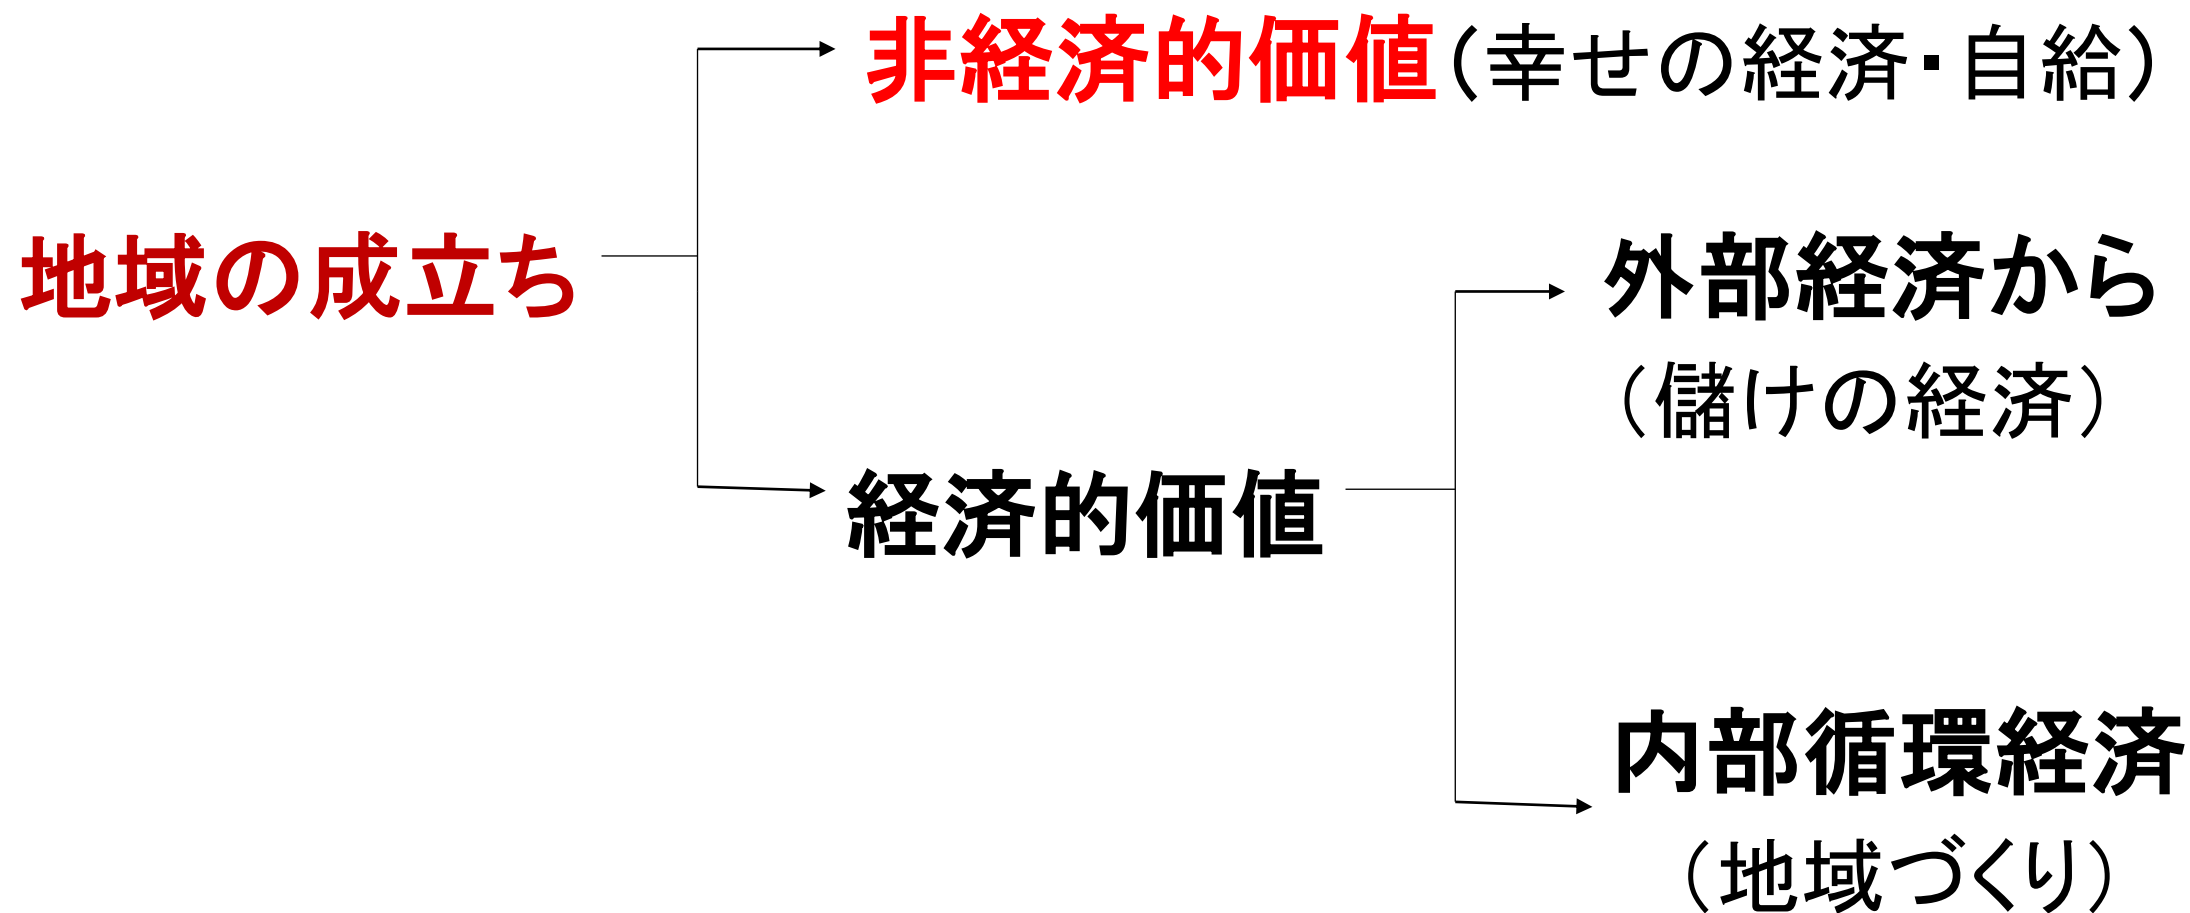 非経済的価値（幸せの経済・自給）
地域の成立ち
外部経済から
（儲けの経済）
経済的価値
内部循環経済
（地域づくり）